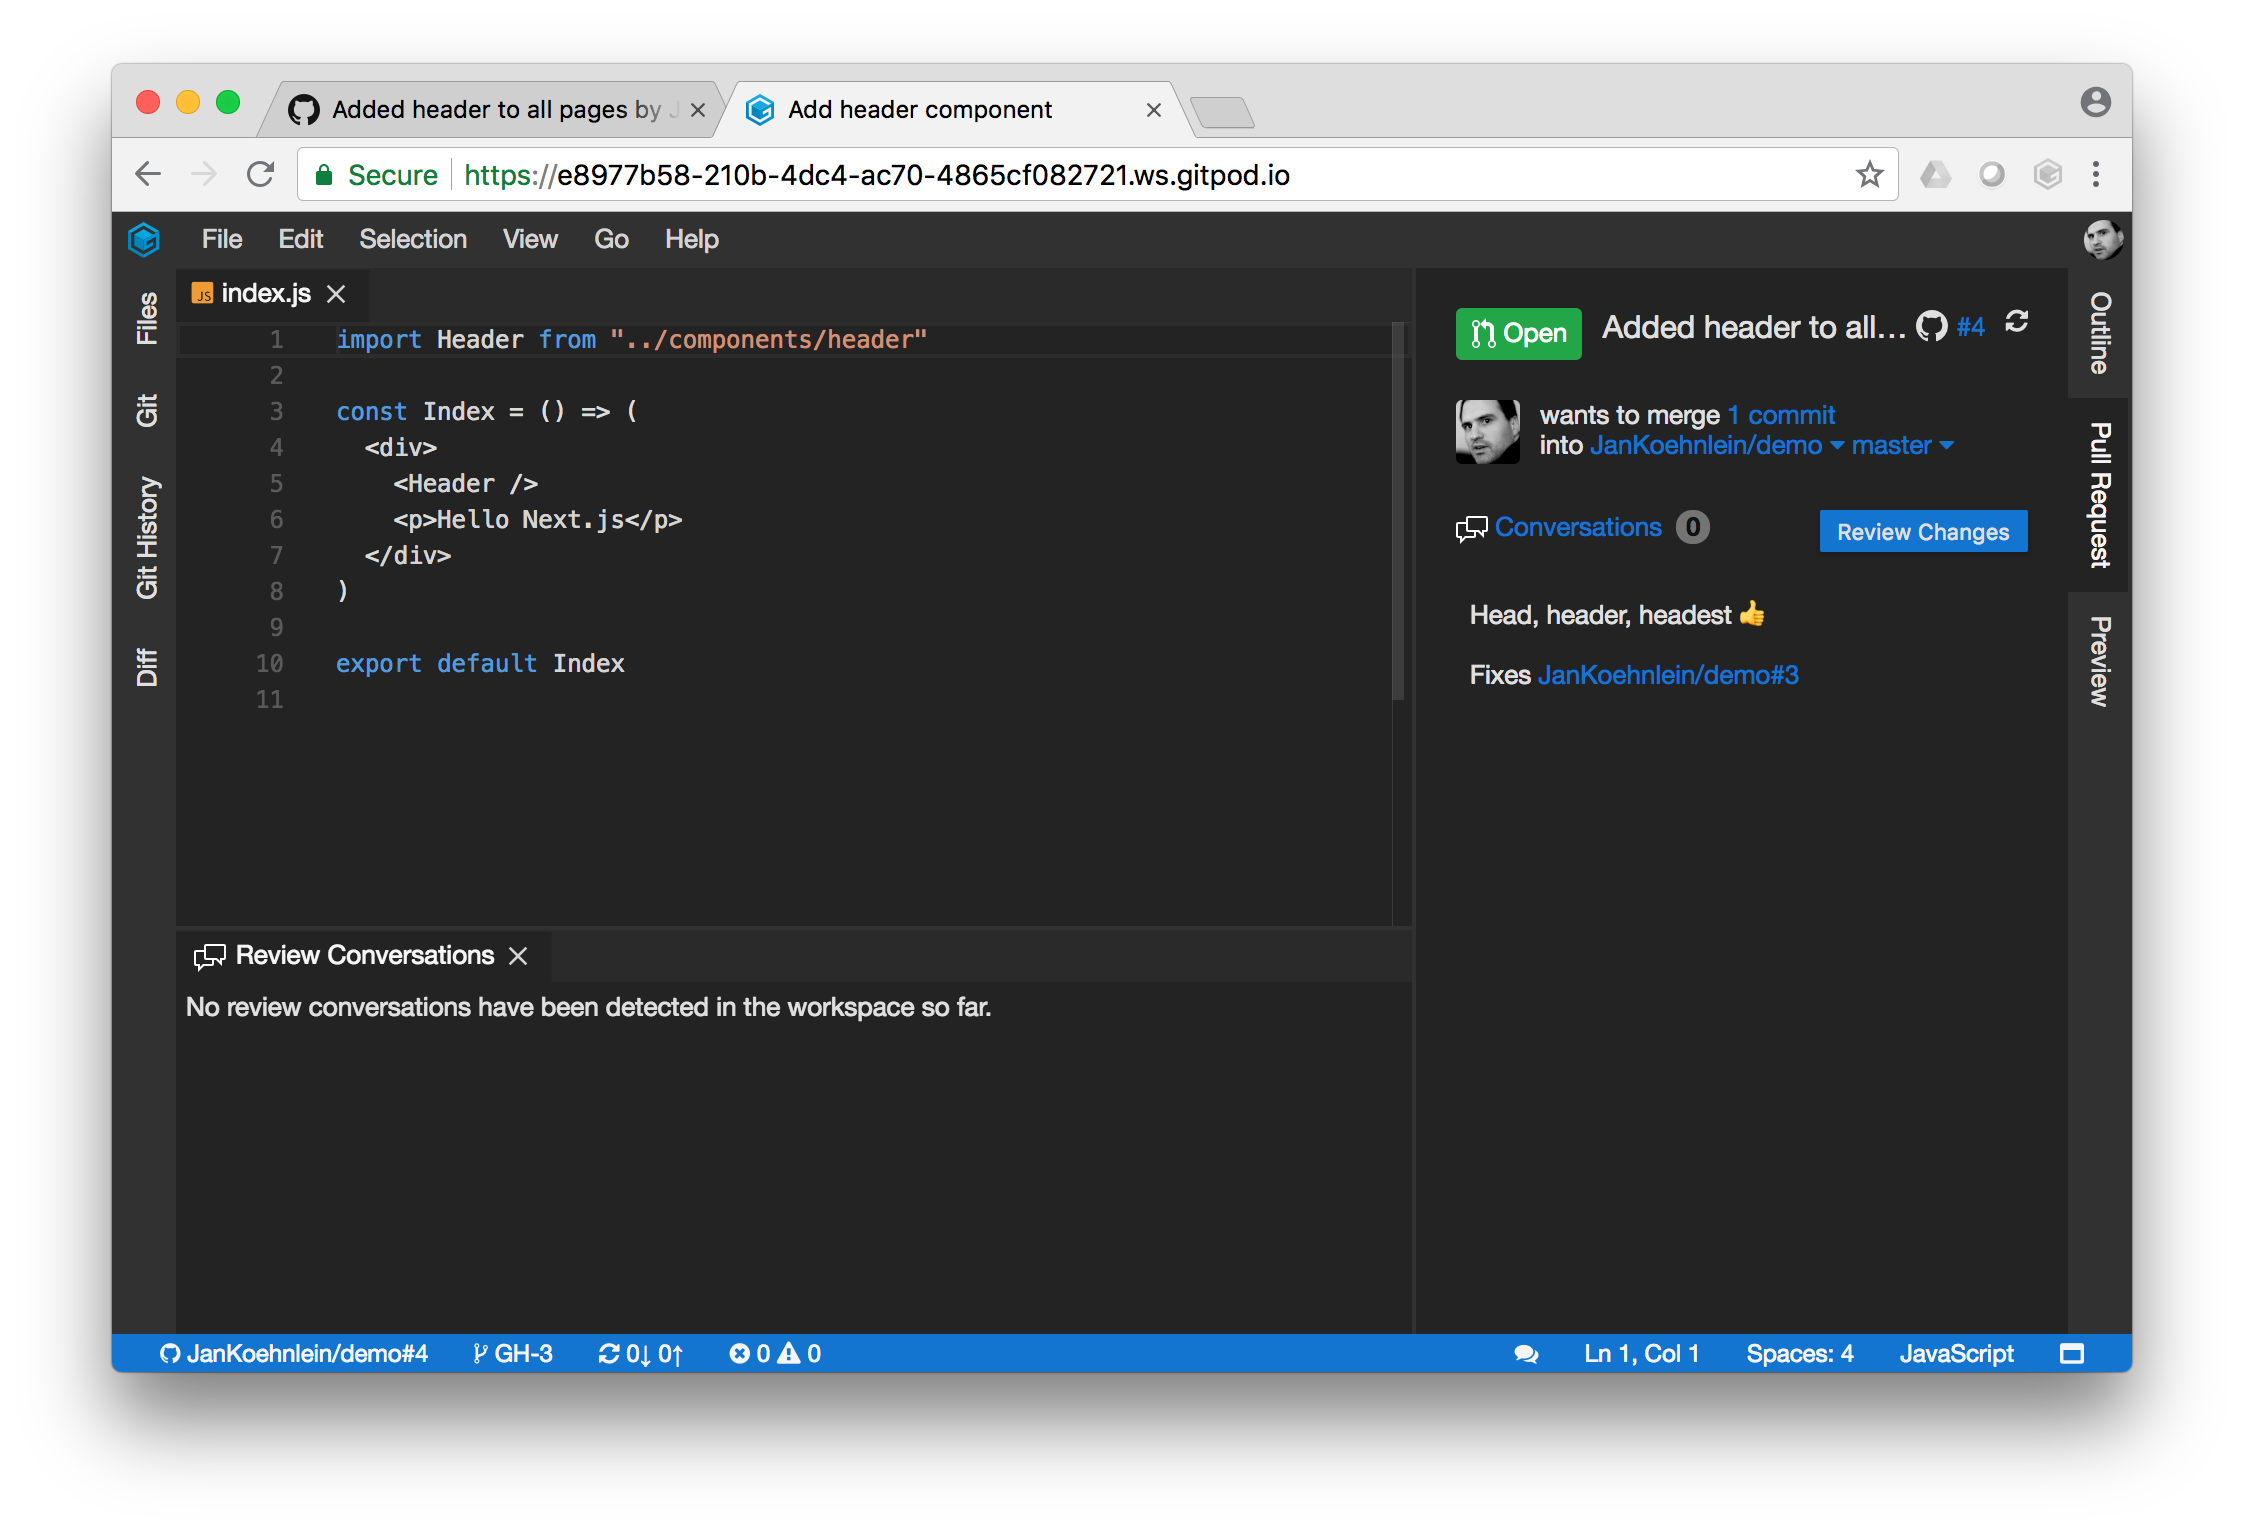 Added header to all pages by J
Add header component
Secure https://e8977b58-210b-4dc4-ac70-4865cf082721.ws.gitpod.io
File Edit Selection View Go Help
Files
Git
Git History
Diff
JS index.js
1 import Header from "../components/header"
2
3 const Index = () => (
4 <div>
5 <Header />
6 <p>Hello Next.js</p>
7 </div>
8 )
9
10 export default Index
11
Review Conversations
No review conversations have been detected in the workspace so far.
Open Added header to all... #4
wants to merge 1 commit
into JanKoehnlein/demo master
Conversations 0 Review Changes
Head, header, headest 👍
Fixes JanKoehnlein/demo#3
Outline
Pull Request
Preview
JanKoehnlein/demo#4 GH-3 0↓ 0↑ 0 0 Ln 1, Col 1 Spaces: 4 JavaScript